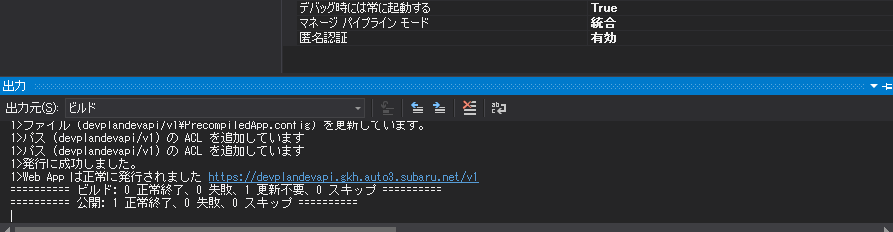 デバッグ時には常に起動する True
マネージ パイプライン モード 統合
匿名認証 有効
出力
出力元(S): ビルド
1>ファイル (devplandevapi/v1¥PrecompiledApp.config) を更新しています。
1>パス (devplandevapi/v1) の ACL を追加しています
1>パス (devplandevapi/v1) の ACL を追加しています
1>発行に成功しました。
1>Web App は正常に発行されました https://devplandevapi.gkh.auto3.subaru.net/v1
========== ビルド: 0 正常終了、0 失敗、1 更新不要、0 スキップ ==========
========== 公開: 1 正常終了、0 失敗、0 スキップ ==========